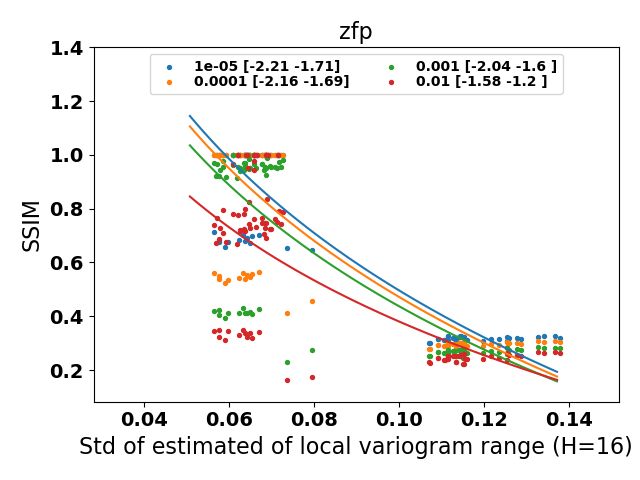 zfp
1e-05 [-2.21 -1.71]
0.0001 [-2.16 -1.69]
0.001 [-2.04 -1.6 ]
0.01 [-1.58 -1.2 ]
SSIM
1.4
1.2
1.0
0.8
0.6
0.4
0.2
0.04 0.06 0.08 0.10 0.12 0.14
Std of estimated of local variogram range (H=16)